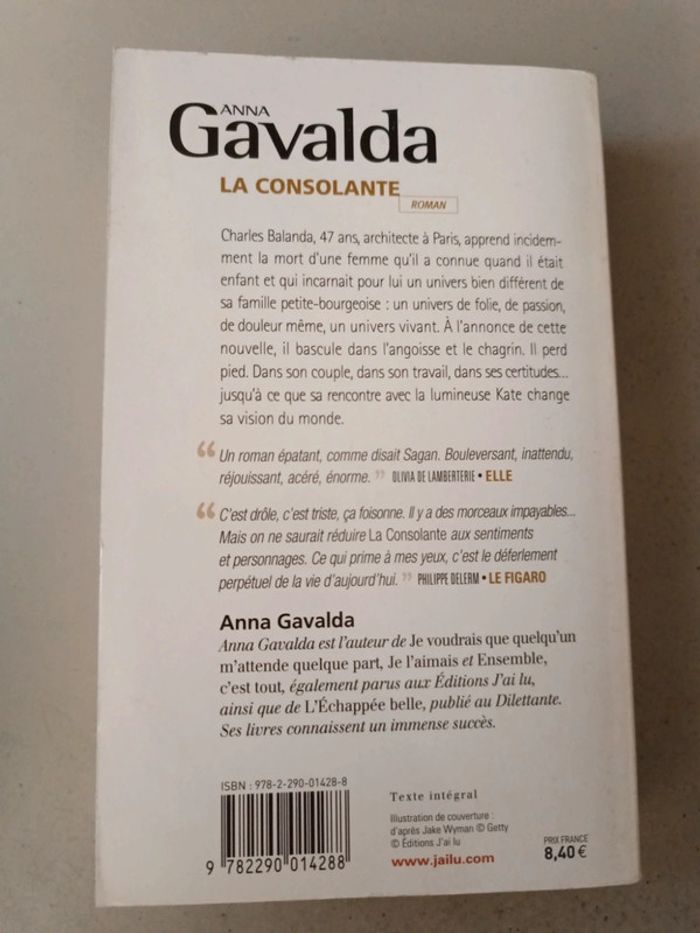 ANNA
Gavalda
LA CONSOLANTE
ROMAN
Charles Balanda, 47 ans, architecte à Paris, apprend incidem-
ment la mort d'une femme qu'il a connue quand il était
enfant et qui incarnait pour lui un univers bien différent de
sa famille petite-bourgeoise : un univers de folie, de passion,
de douleur même, un univers vivant. À l'annonce de cette
nouvelle, il bascule dans l'angoisse et le chagrin. Il perd
pied. Dans son couple, dans son travail, dans ses certitudes...
jusqu'à ce que sa rencontre avec la lumineuse Kate change
sa vision du monde.
“ Un roman épatant, comme disait Sagan. Bouleversant, inattendu,
réjouissant, acéré, énorme. ” OLIVIA DE LAMBERTERIE • ELLE
“ C'est drôle, c'est triste, ça foisonne. Il y a des morceaux impayables...
Mais on ne saurait réduire La Consolante aux sentiments
et personnages. Ce qui prime à mes yeux, c'est le déferlement
perpétuel de la vie d'aujourd'hui. ” PHILIPPE DELERM • LE FIGARO
Anna Gavalda
Anna Gavalda est l'auteur de Je voudrais que quelqu'un
m'attende quelque part, Je l'aimais et Ensemble,
c'est tout, également parus aux Éditions J'ai lu,
ainsi que de L'Échappée belle, publié au Dilettante.
Ses livres connaissent un immense succès.
ISBN : 978-2-290-01428-8
9 782290 014288
Texte intégral
Illustration de couverture :
d'après Jake Wyman © Getty
© Éditions J'ai lu
www.jailu.com
PRIX FRANCE
8,40 €